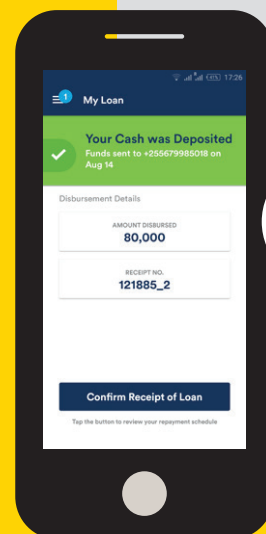 17:26
1
My Loan
Your Cash was Deposited
Funds sent to +255679985018 on
Aug 14
Disbursement Details
AMOUNT DISBURSED
80,000
RECEIPT NO.
121885_2
Confirm Receipt of Loan
Tap the button to review your repayment schedule